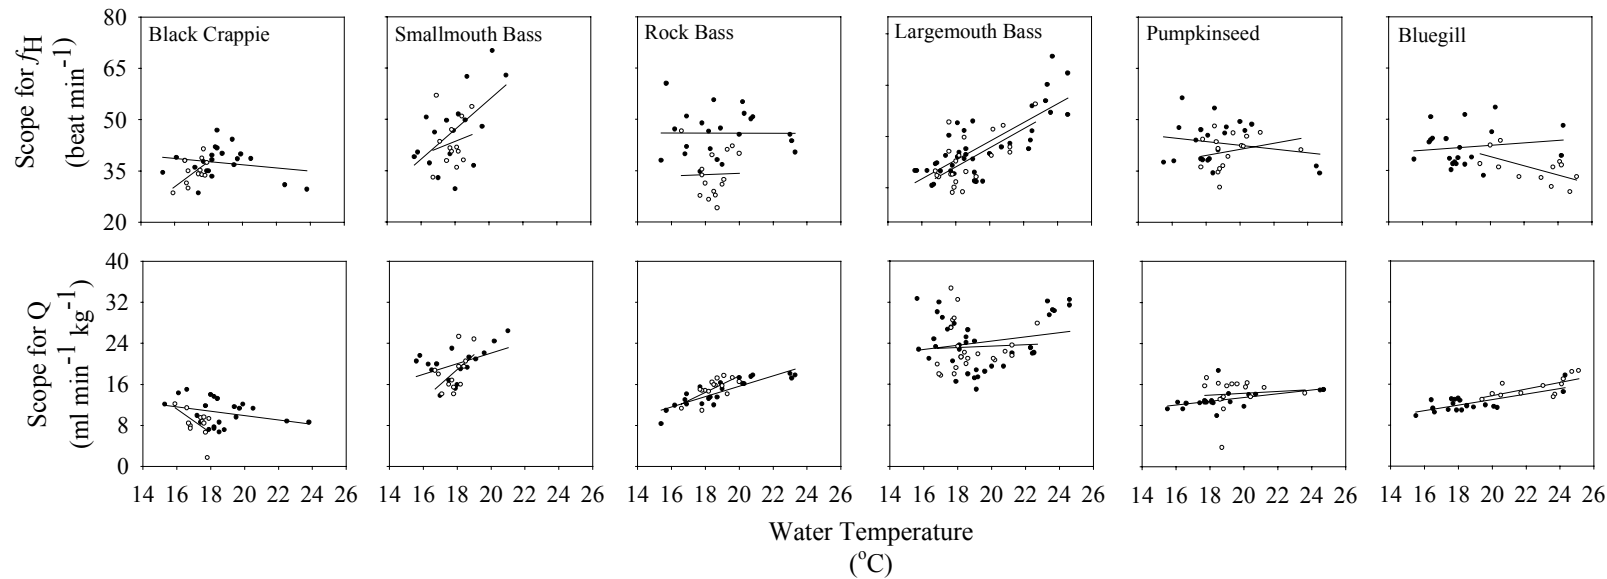 Black Crappie
Smallmouth Bass
Rock Bass
Largemouth Bass
Pumpkinseed
Bluegill
Scope for fH
(beat min-1)
80
65
50
35
20
Scope for Q
(ml min-1 kg-1)
40
32
24
16
8
0
14 16 18 20 22 24 26
14 16 18 20 22 24 26
14 16 18 20 22 24 26
14 16 18 20 22 24 26
14 16 18 20 22 24 26
14 16 18 20 22 24 26
Water Temperature
(oC)